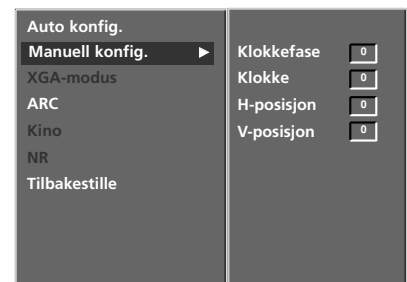 Auto konfig.
Manuell konfig. ▶
XGA-modus
ARC
Kino
NR
Tilbakestille
Klokkefase 0
Klokke 0
H-posisjon 0
V-posisjon 0